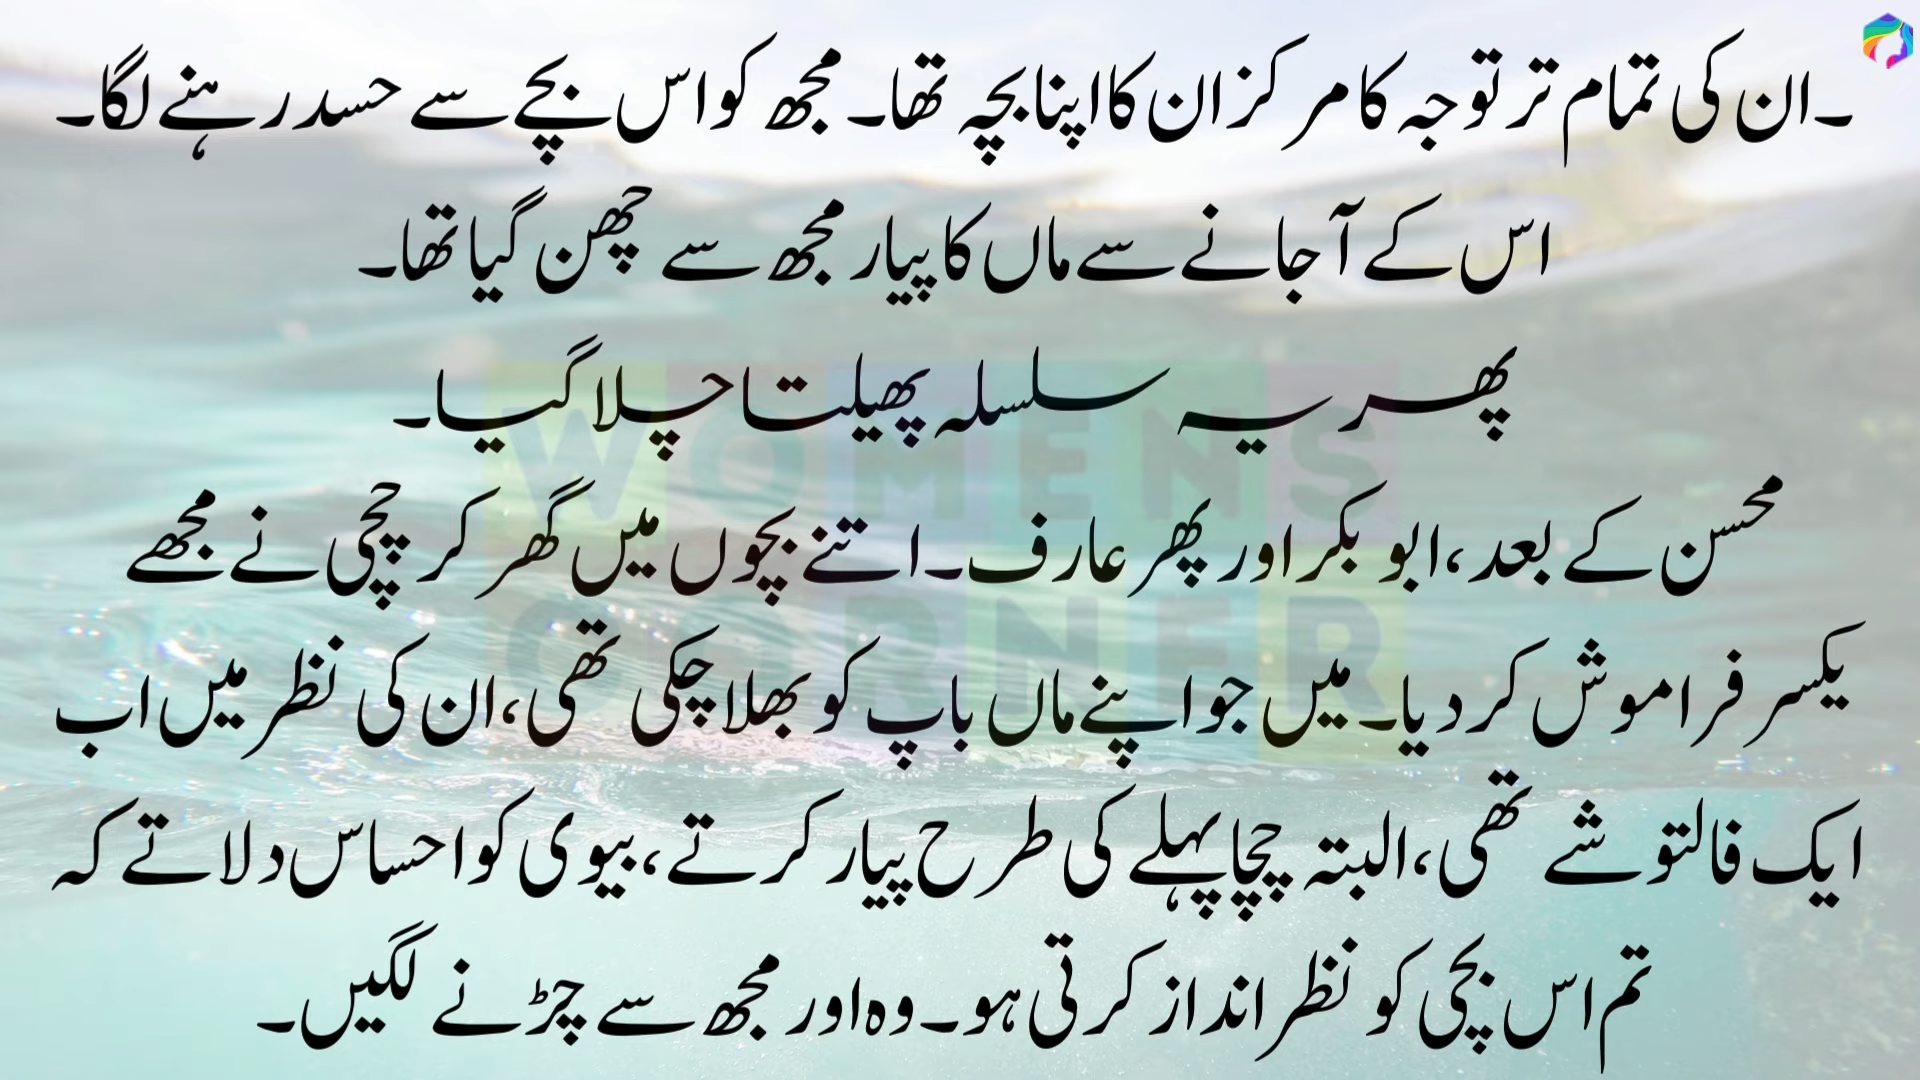 ۔ان کی تمام تر توجہ کا مرکز ان کا اپنا بچہ تھا۔ مجھ کو اس بچے سے حسد رہنے لگا۔
اس کے آ جانے سے ماں کا پیار مجھ سے چھن گیا تھا۔
پھر یہ سلسلہ پھیلتا چلا گیا۔
محسن کے بعد، ابو بکر اور پھر عارف۔ اتنے بچوں میں گھر کر چچی نے مجھے
یکسر فراموش کر دیا۔ میں جو اپنے ماں باپ کو بھلا چکی تھی، ان کی نظر میں اب
ایک فالتو شے تھی، البتہ چچا پہلے کی طرح پیار کرتے، بیوی کو احساس دلاتے کہ
تم اس بچی کو نظر انداز کرتی ہو۔ وہ اور مجھ سے چڑنے لگیں۔
WOMENS
CORNER